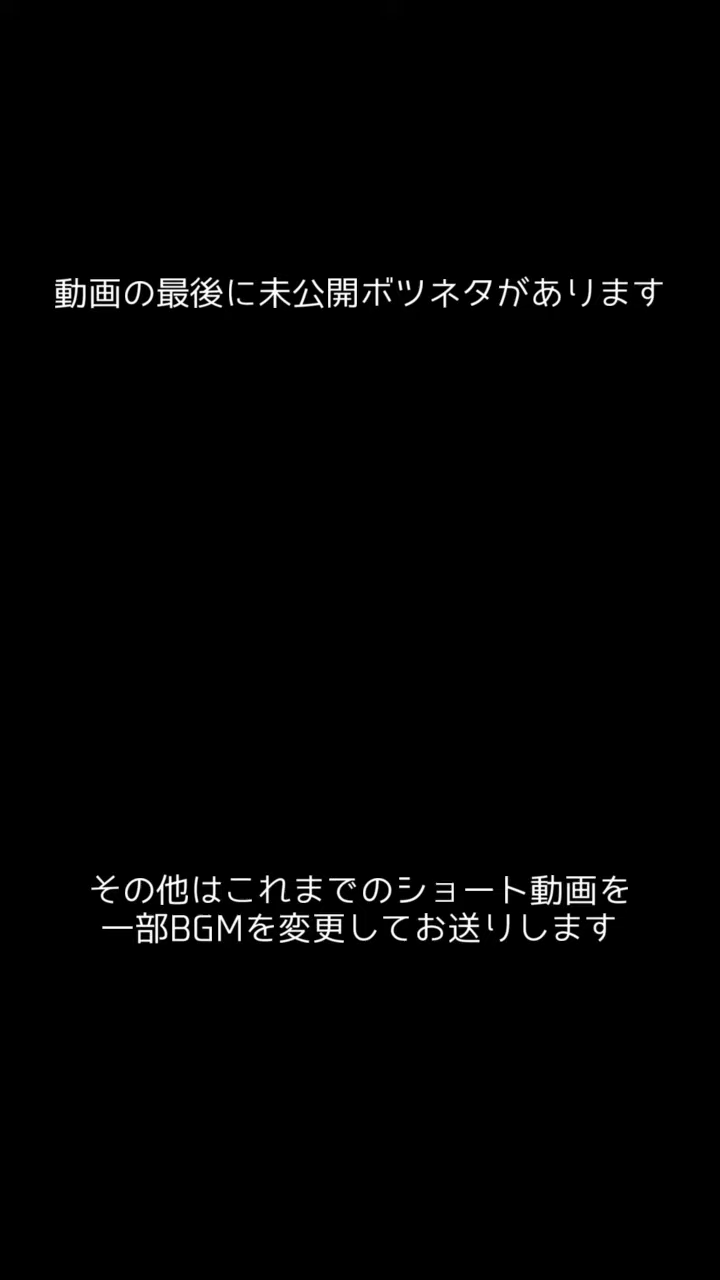 動画の最後に未公開ボツネタがあります
その他はこれまでのショート動画を
一部BGMを変更してお送りします